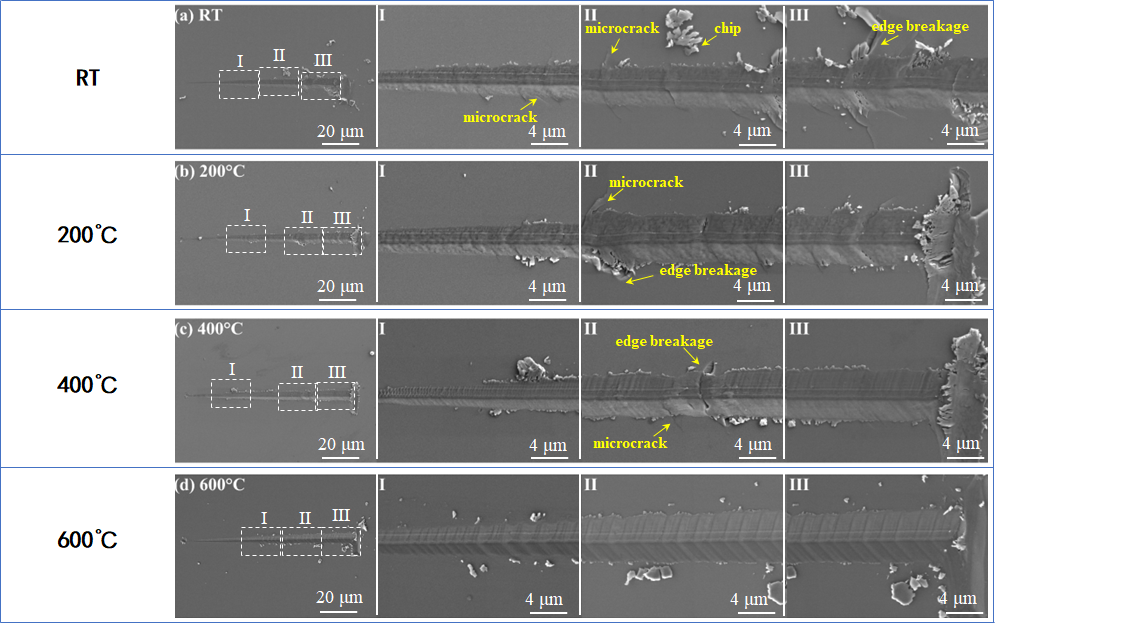 RT
(a) RT
I
II
III
20 μm
I
microcrack
4 μm
II
microcrack
chip
4 μm
III
edge breakage
4 μm
200℃
(b) 200°C
I
II
III
20 μm
I
4 μm
II
microcrack
edge breakage
4 μm
III
4 μm
400℃
(c) 400°C
I
II
III
20 μm
I
4 μm
II
edge breakage
microcrack
4 μm
III
4 μm
600℃
(d) 600°C
I
II
III
20 μm
I
4 μm
II
4 μm
III
4 μm